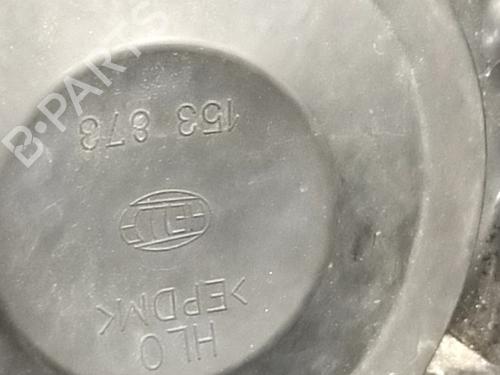 HLO
>EPDM<
HELLA
153 873
B-PARTS